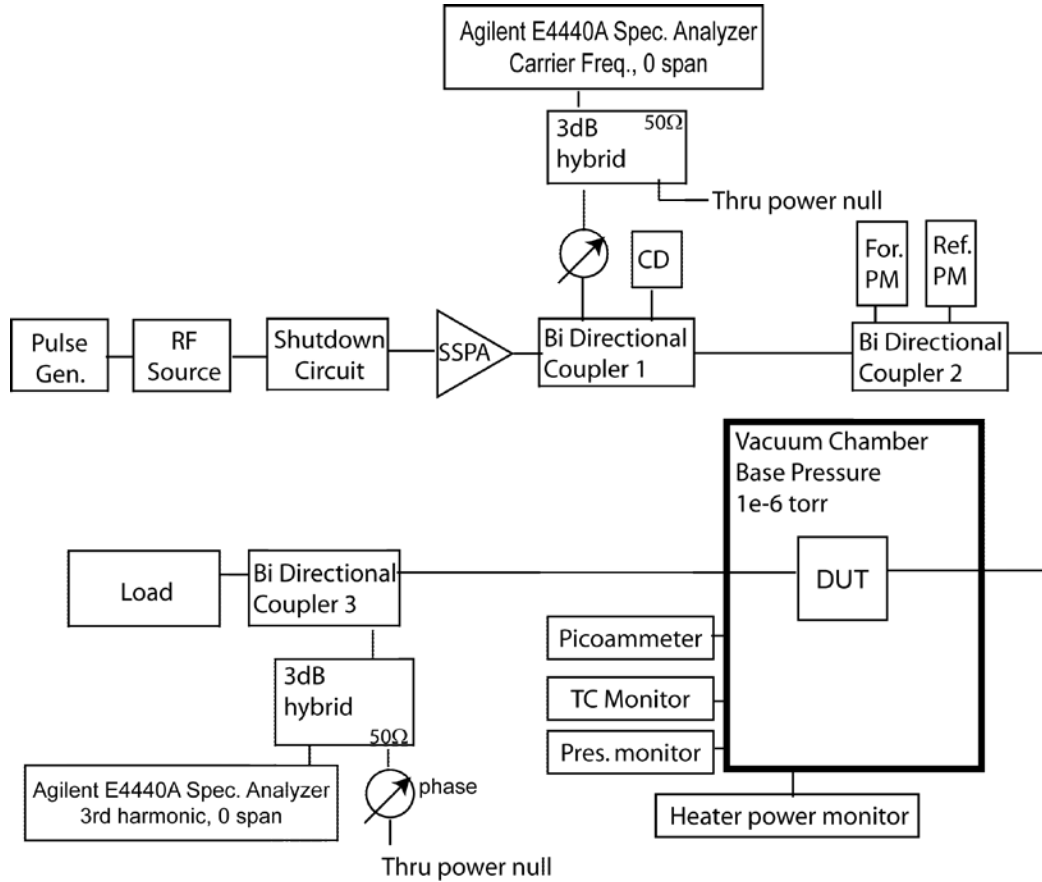 Agilent E4440A Spec. Analyzer
Carrier Freq., 0 span
3dB
50Ω
hybrid
Thru power null
CD
For.
PM
Ref.
PM
Pulse
Gen.
RF
Source
Shutdown
Circuit
SSPA
Bi Directional
Coupler 1
Bi Directional
Coupler 2
Vacuum Chamber
Base Pressure
1e-6 torr
DUT
Load
Bi Directional
Coupler 3
Picoammeter
TC Monitor
Pres. monitor
Heater power monitor
3dB
hybrid
50Ω
phase
Agilent E4440A Spec. Analyzer
3rd harmonic, 0 span
Thru power null